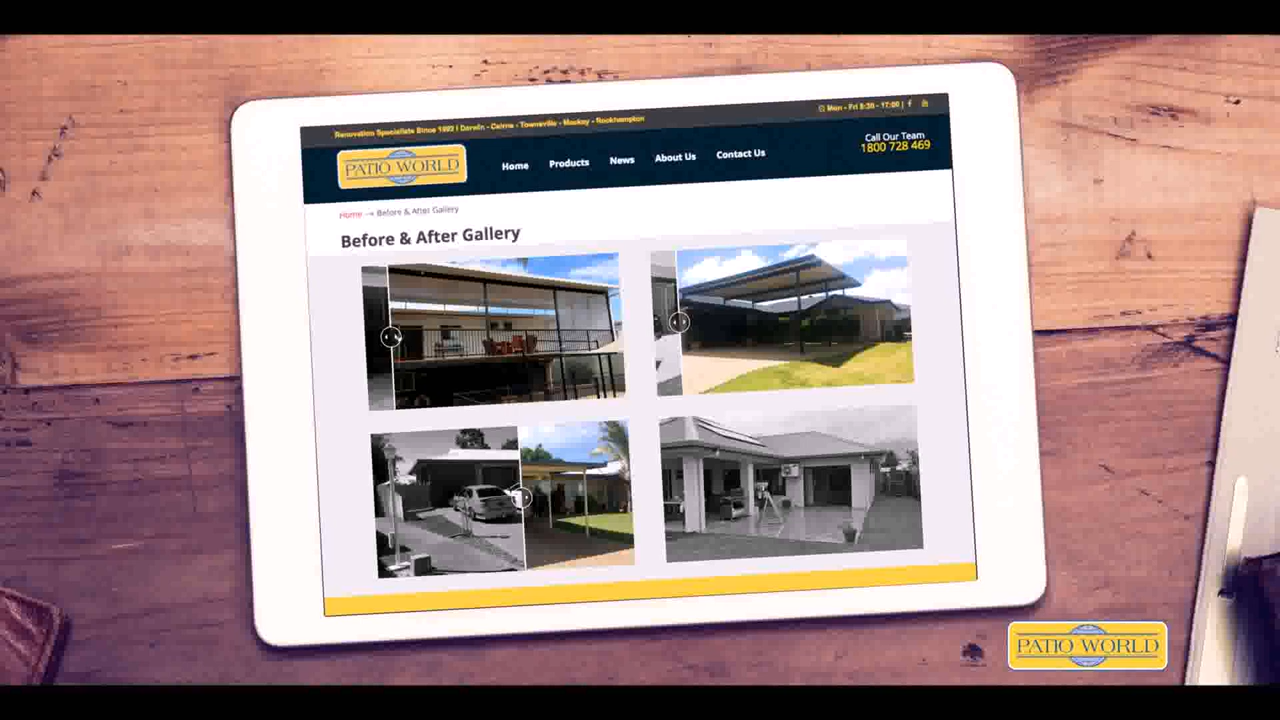 Renovation Specialists Since 1992 | Darwin - Cairns - Townsville - Mackay - Rockhampton
Mon - Fri 8:30 - 17:00 |
PATIO WORLD
Home
Products
News
About Us
Contact Us
Call Our Team
1800 728 469
Home → Before & After Gallery
Before & After Gallery
PATIO WORLD